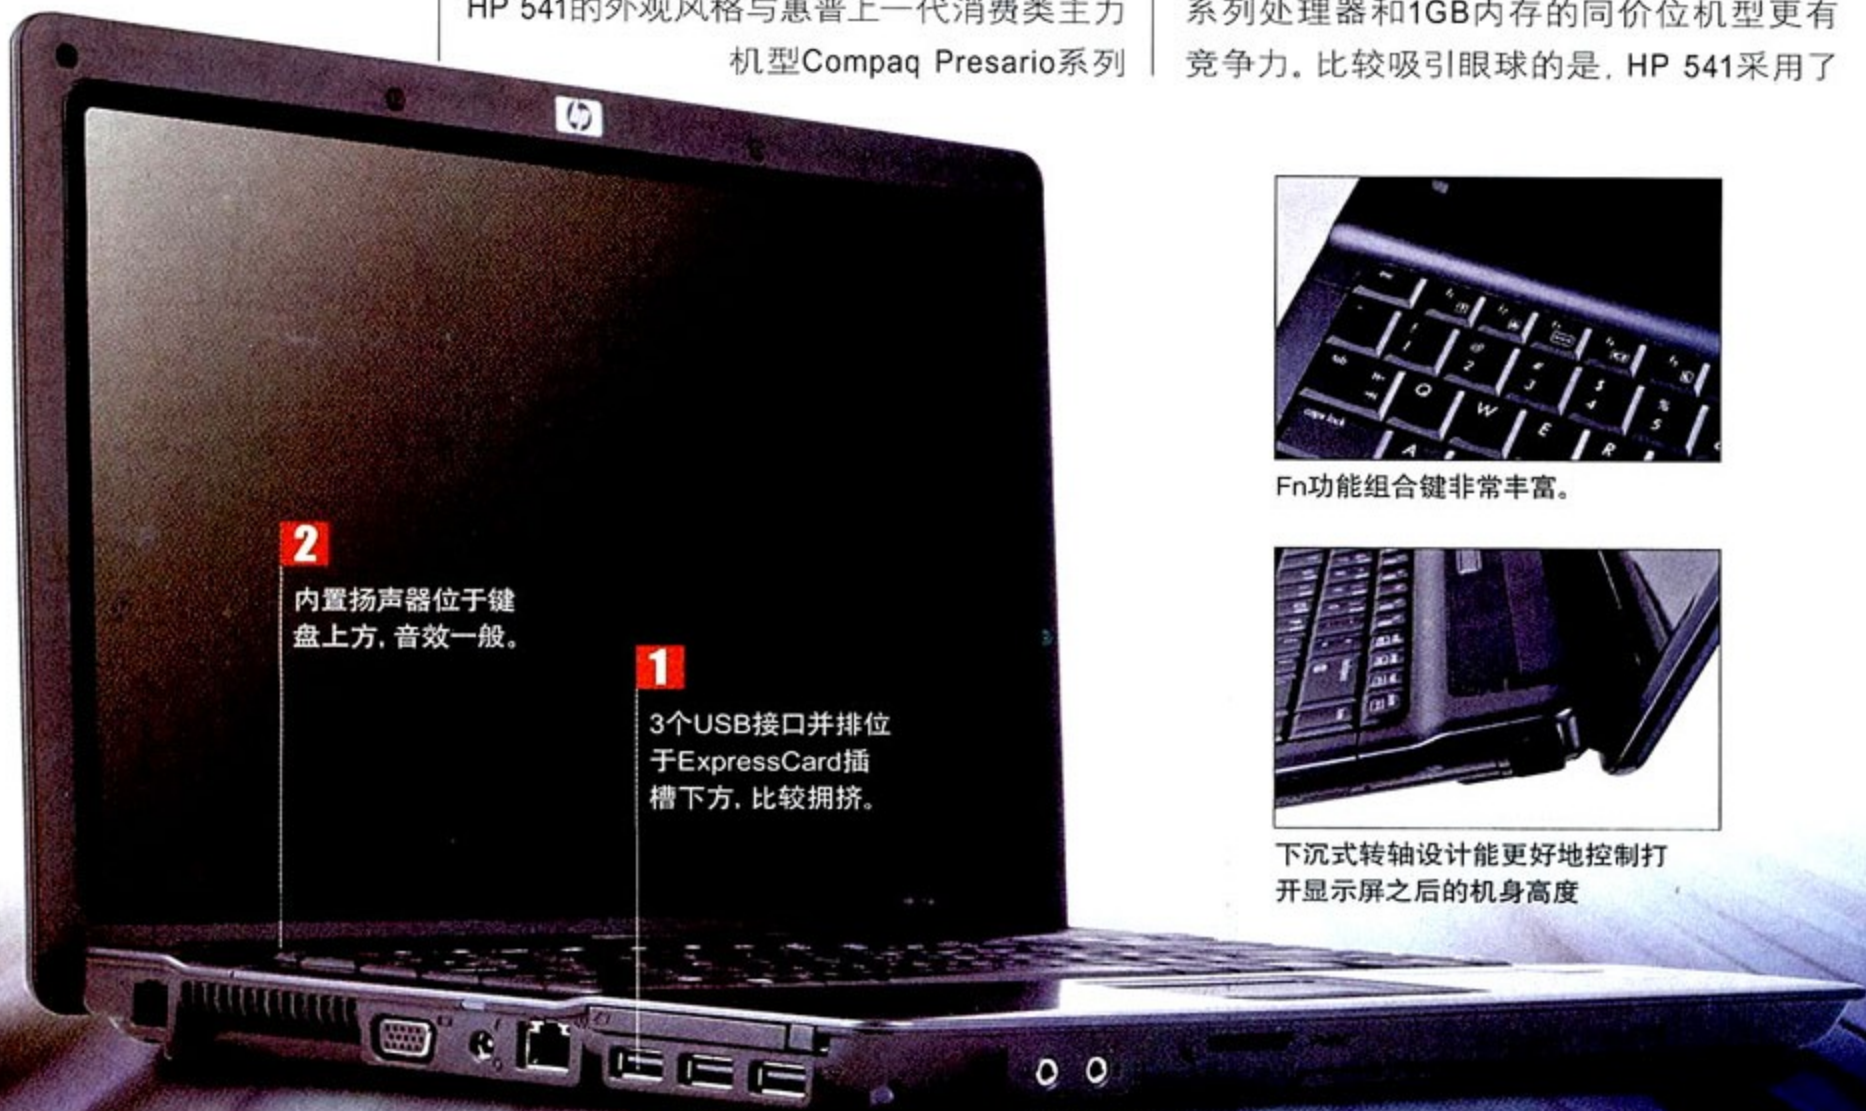 HP 541的外观风格与惠普上一代消费类主力
机型Compaq Presario系列
系列处理器和1GB内存的同价位机型更有
竞争力。比较吸引眼球的是，HP 541采用了
hp
2
内置扬声器位于键
盘上方，音效一般。
1
3个USB接口并排位
于ExpressCard插
槽下方，比较拥挤。
1
2
3
4
5
Q
W
E
R
A
caps lock
Fn功能组合键非常丰富。
下沉式转轴设计能更好地控制打
开显示屏之后的机身高度